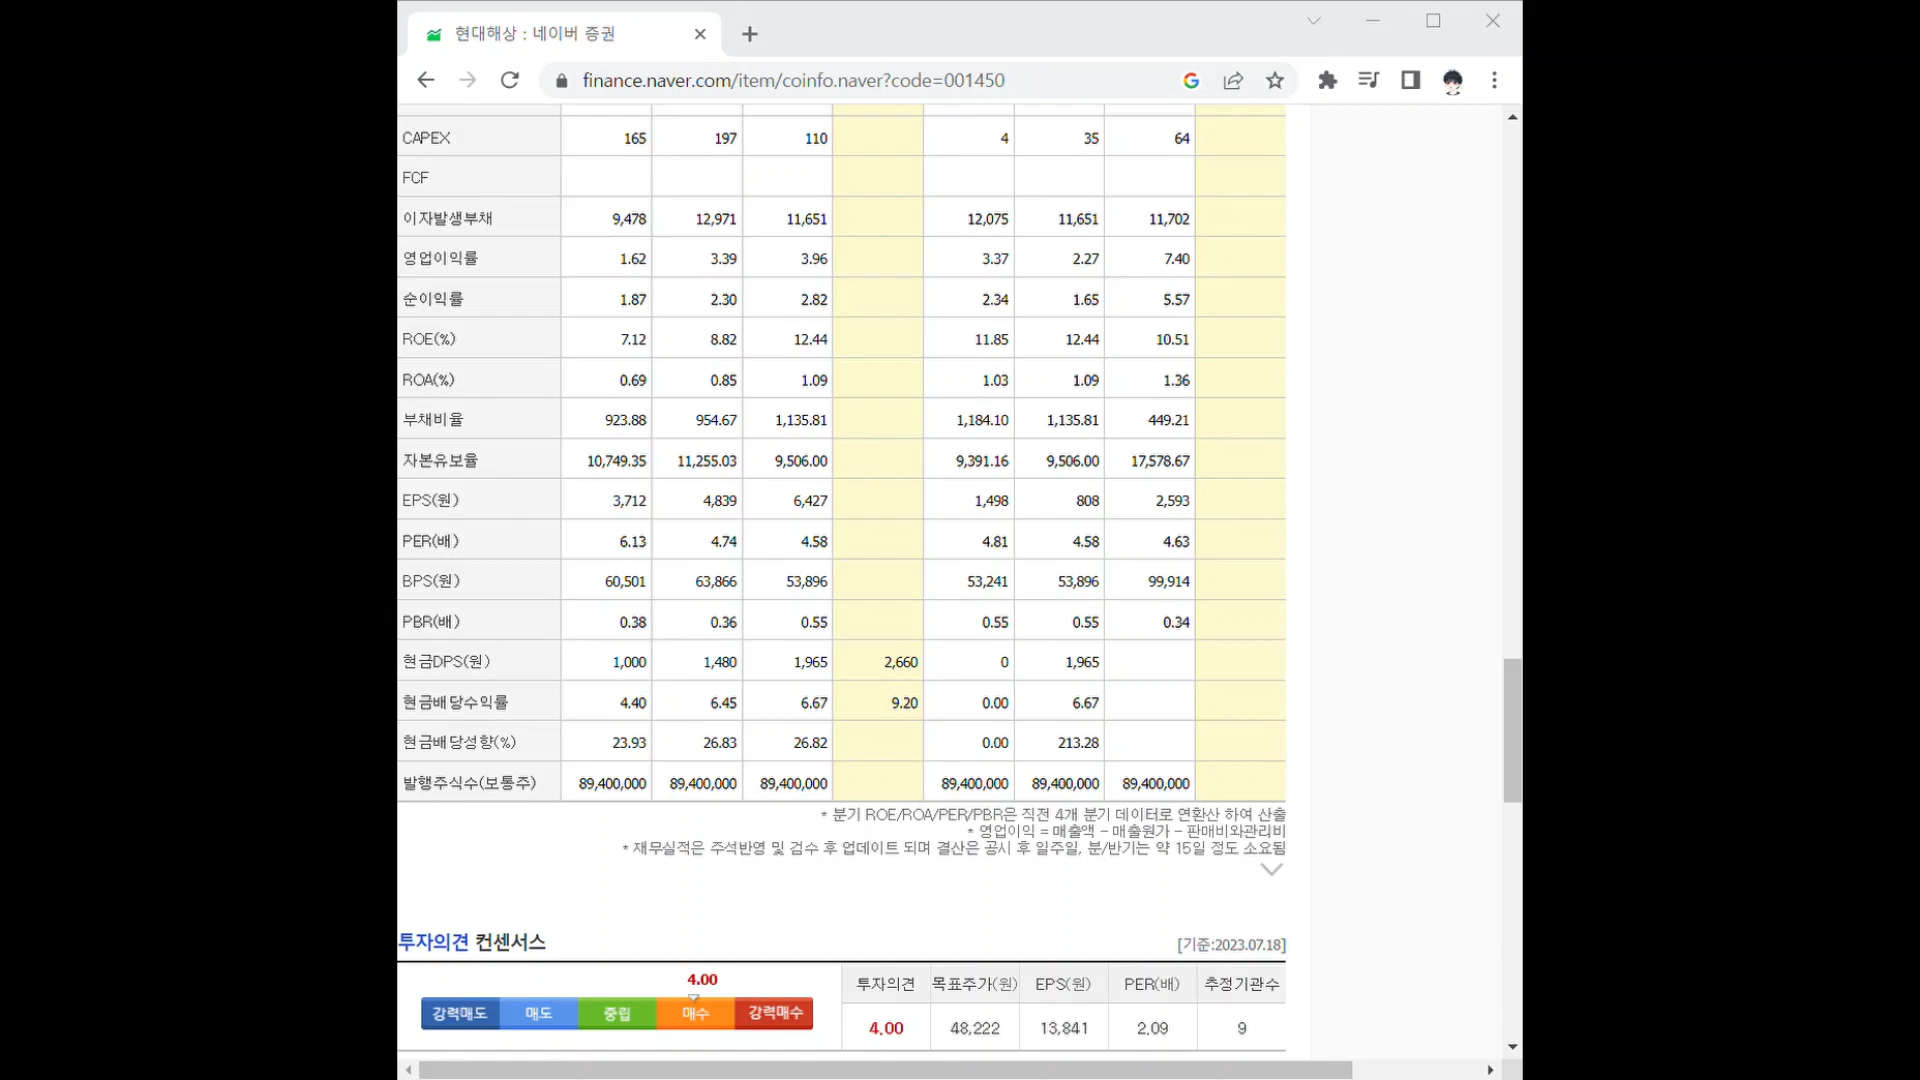 현대해상 : 네이버 증권
finance.naver.com/item/coinfo.naver?code=001450
CAPEX 165 197 110 4 35 64
FCF
이자발생부채 9,478 12,971 11,651 12,075 11,651 11,702
영업이익률 1.62 3.39 3.96 3.37 2.27 7.40
순이익률 1.87 2.30 2.82 2.34 1.65 5.57
ROE(%) 7.12 8.82 12.44 11.85 12.44 10.51
ROA(%) 0.69 0.85 1.09 1.03 1.09 1.36
부채비율 923.88 954.67 1,135.81 1,184.10 1,135.81 449.21
자본유보율 10,749.35 11,255.03 9,506.00 9,391.16 9,506.00 17,578.67
EPS(원) 3,712 4,839 6,427 1,498 808 2,593
PER(배) 6.13 4.74 4.58 4.81 4.58 4.63
BPS(원) 60,501 63,866 53,896 53,241 53,896 99,914
PBR(배) 0.38 0.36 0.55 0.55 0.55 0.34
현금DPS(원) 1,000 1,480 1,965 2,660 0 1,965
현금배당수익률 4.40 6.45 6.67 9.20 0.00 6.67
현금배당성향(%) 23.93 26.83 26.82 0.00 213.28
발행주식수(보통주) 89,400,000 89,400,000 89,400,000 89,400,000 89,400,000 89,400,000
* 분기 ROE/ROA/PER/PBR은 직전 4개 분기 데이터로 연환산 하여 산출
* 영업이익 = 매출액 - 매출원가 - 판매비와관리비
* 재무실적은 주석반영 및 검수 후 업데이트 되며 결산은 공시 후 일주일, 분/반기는 약 15일 정도 소요됨
투자의견 컨센서스 [기준:2023.07.18]
4.00
강력매도 매도 중립 매수 강력매수
투자의견 목표주가(원) EPS(원) PER(배) 추정기관수
4.00 48,222 13,841 2.09 9